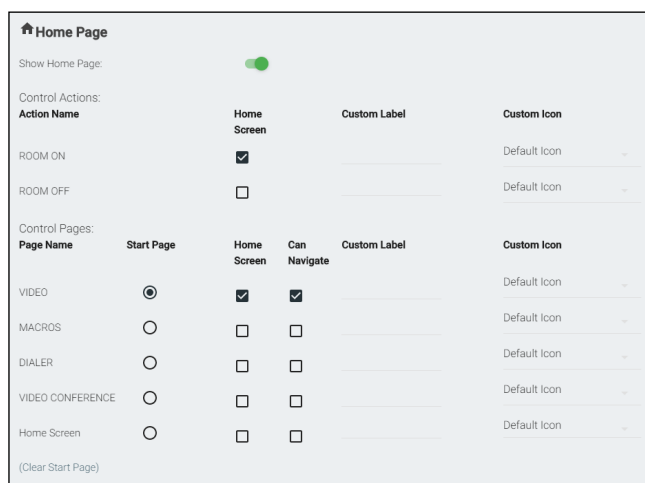 Home Page
Show Home Page:
Control Actions:
Action Name Home Screen Custom Label Custom Icon
ROOM ON Default Icon
ROOM OFF Default Icon
Control Pages:
Page Name Start Page Home Screen Can Navigate Custom Label Custom Icon
VIDEO Default Icon
MACROS Default Icon
DIALER Default Icon
VIDEO CONFERENCE Default Icon
Home Screen Default Icon
(Clear Start Page)